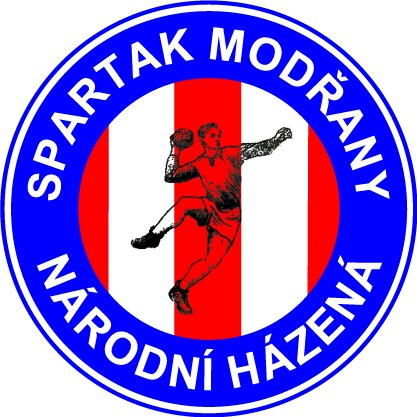 SPARTAK MODŘANY
NÁRODNÍ HÁZENÁ